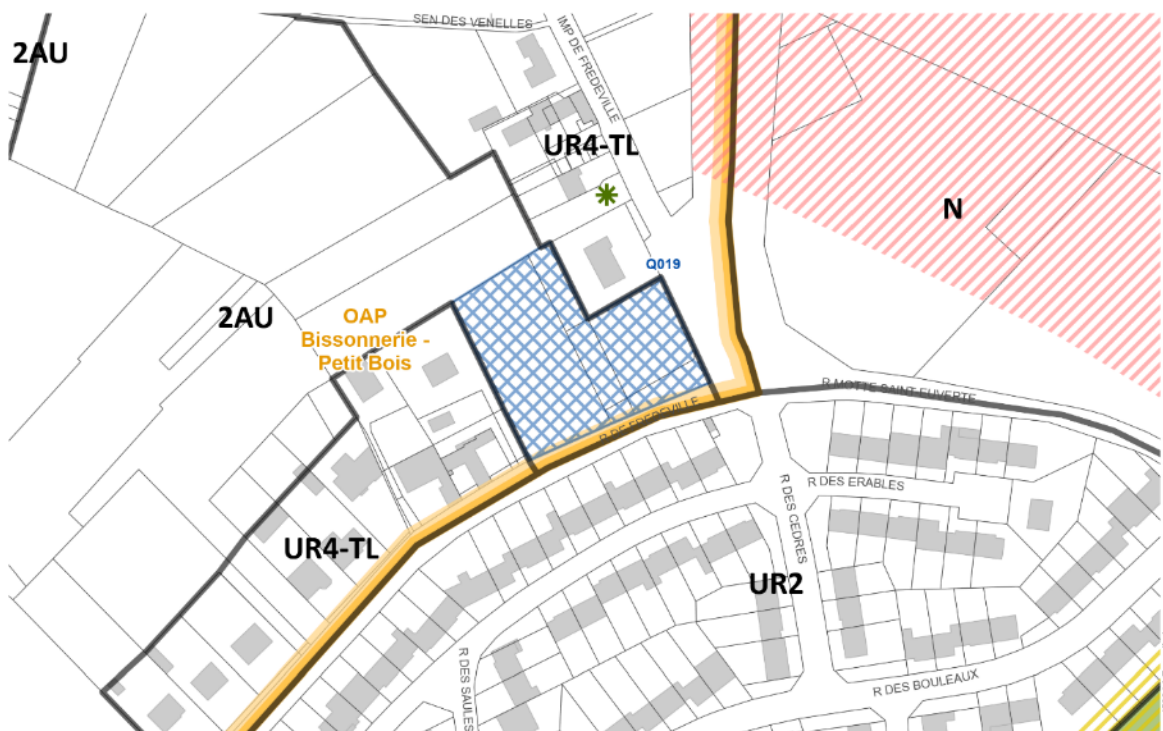 SEN DES VENELLES
IMP DE FREDEVILLE
2AU
UR4-TL
N
Q019
2AU
OAP
Bissonnerie -
Petit Bois
R MOTTE SAINT EUVERTE
R DE FREDEVILLE
R DES ERABLES
R DES CEDRES
UR4-TL
UR2
R DES SAULES
R DES BOULEAUX